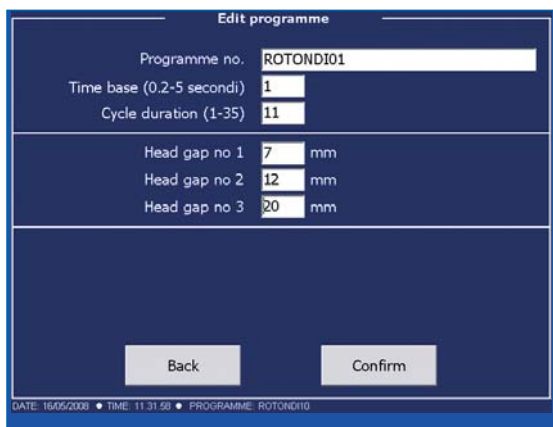 Edit programme
Programme no. ROTONDI01
Time base (0.2-5 secondi) 1
Cycle duration (1-35) 11
Head gap no 1 7 mm
Head gap no 2 12 mm
Head gap no 3 20 mm
Back Confirm
DATE: 16/05/2008 ● TIME: 11.31.58 ● PROGRAMME: ROTONDI10